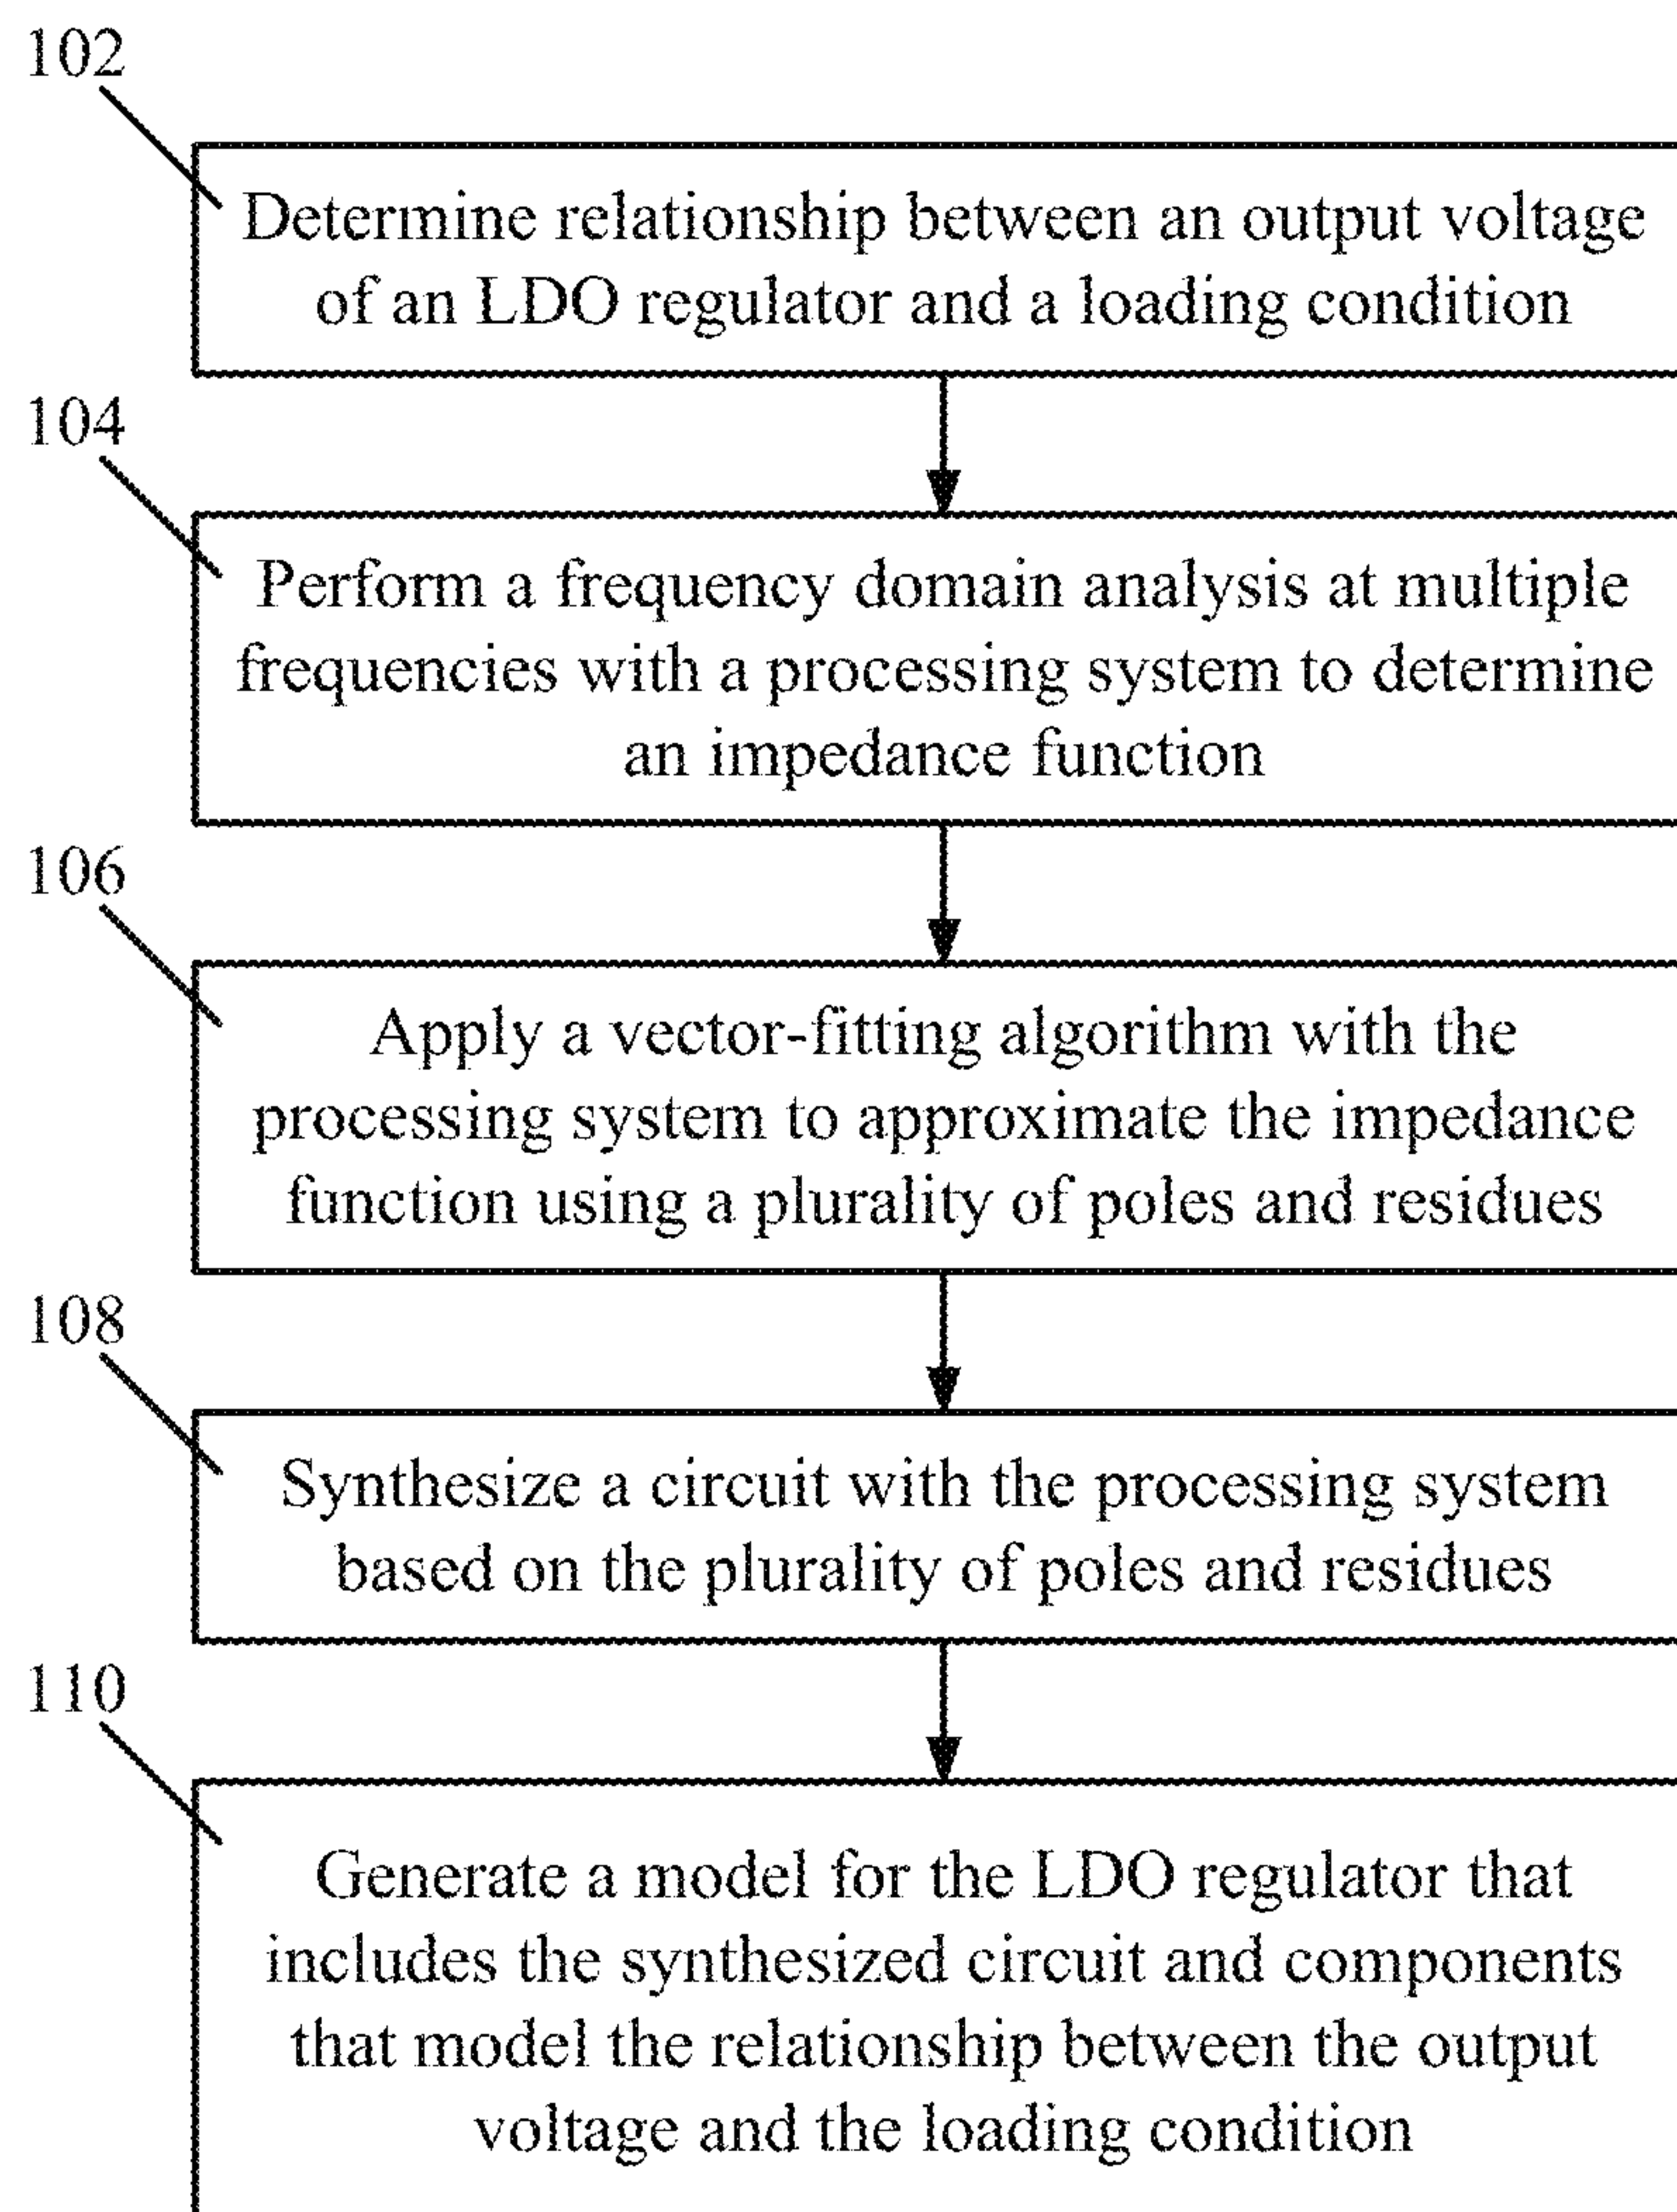 102
Determine relationship between an output voltage
of an LDO regulator and a loading condition
104
Perform a frequency domain analysis at multiple
frequencies with a processing system to determine
an impedance function
106
Apply a vector-fitting algorithm with the
processing system to approximate the impedance
function using a plurality of poles and residues
108
Synthesize a circuit with the processing system
based on the plurality of poles and residues
110
Generate a model for the LDO regulator that
includes the synthesized circuit and components
that model the relationship between the output
voltage and the loading condition